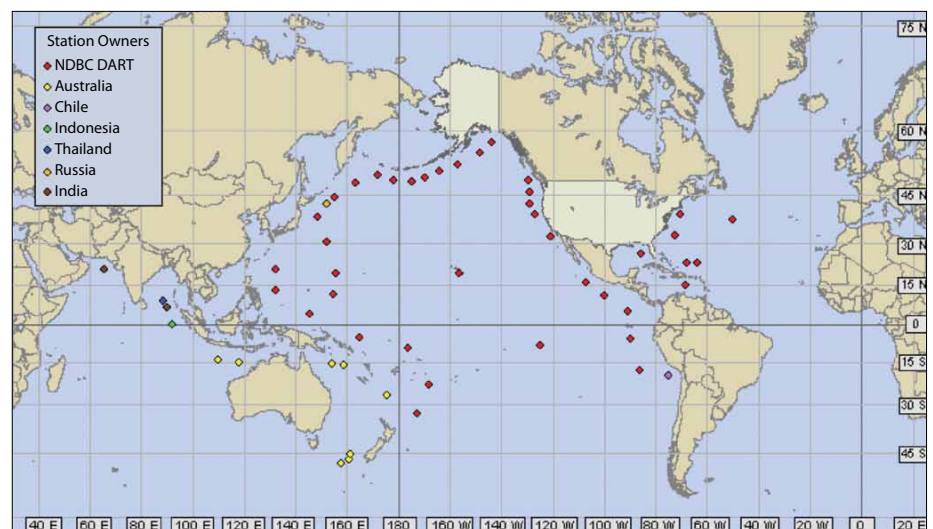 Station Owners
NDBC DART
Australia
Chile
Indonesia
Thailand
Russia
India
75 N
60 N
45 N
30 N
15 N
0
15 S
30 S
45 S
40 E 60 E 80 E 100 E 120 E 140 E 160 E 180 160 W 140 W 120 W 100 W 80 W 60 W 40 W 20 W 0 20 E